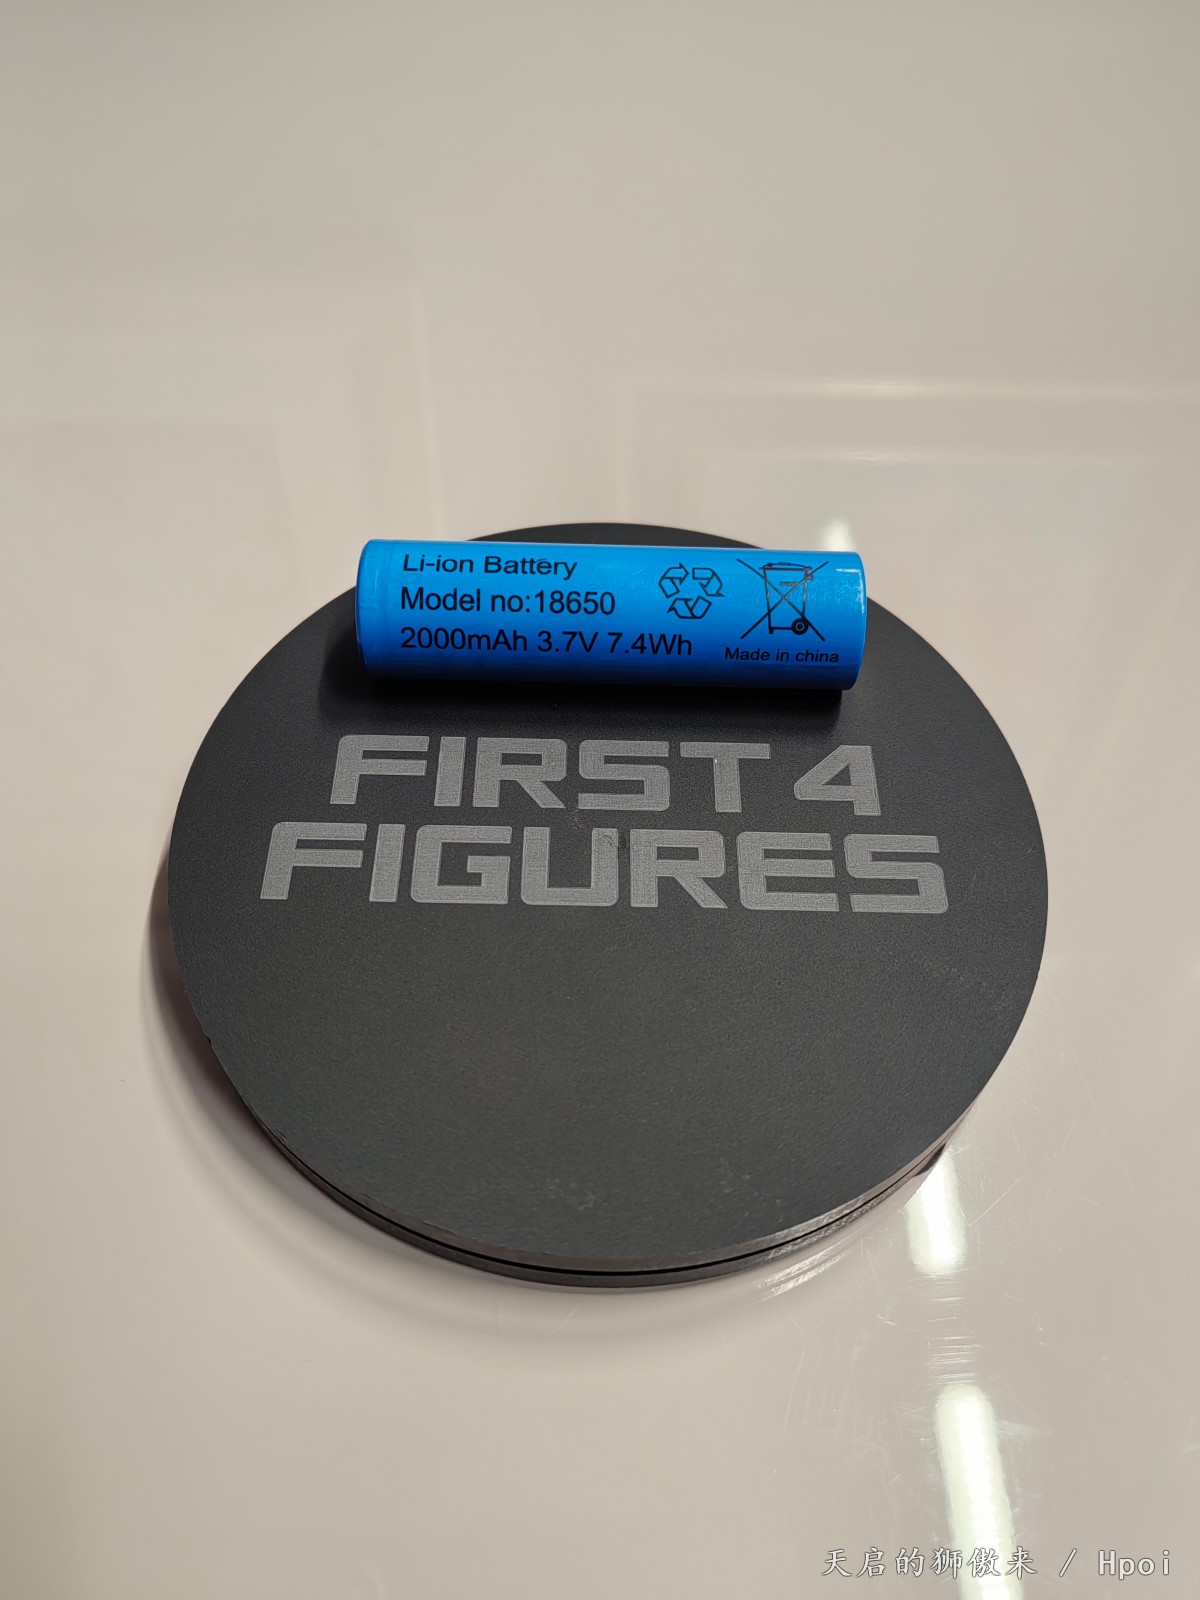 Li-ion Battery
Model no:18650
2000mAh 3.7V 7.4Wh
Made in china
FIRST 4
FIGURES
天启的狮傲来 / Hpoi